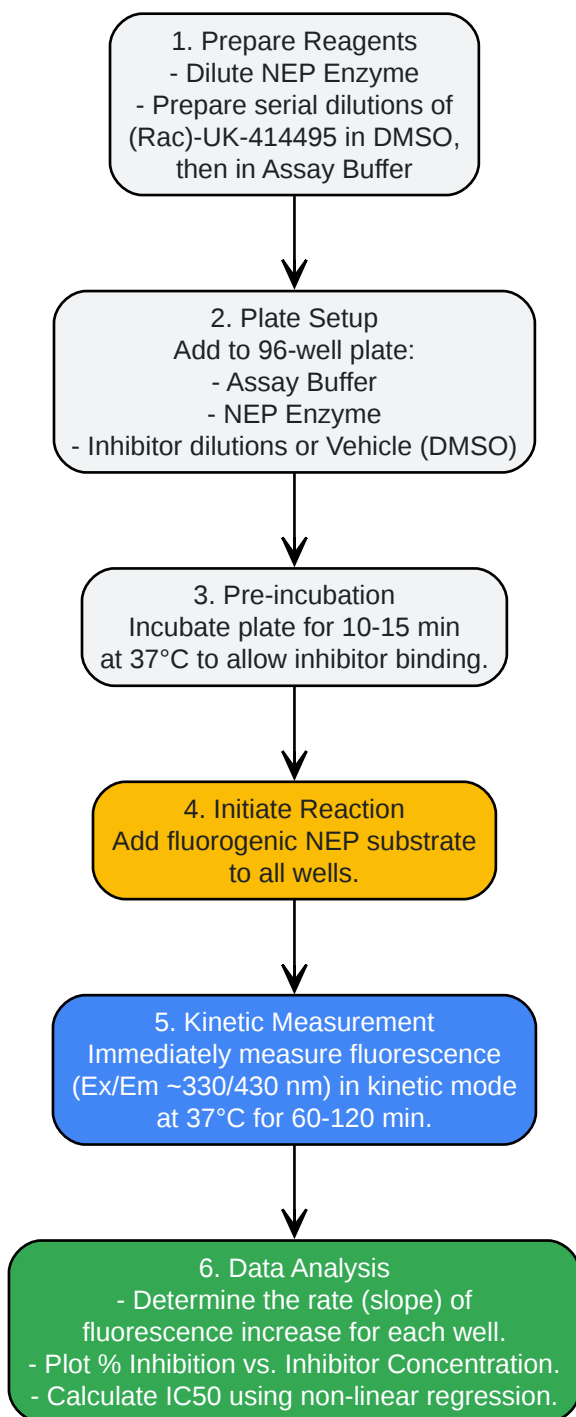 1. Prepare Reagents
- Dilute NEP Enzyme
- Prepare serial dilutions of
(Rac)-UK-414495 in DMSO,
then in Assay Buffer
2. Plate Setup
Add to 96-well plate:
- Assay Buffer
- NEP Enzyme
- Inhibitor dilutions or Vehicle (DMSO)
3. Pre-incubation
Incubate plate for 10-15 min
at 37°C to allow inhibitor binding.
4. Initiate Reaction
Add fluorogenic NEP substrate
to all wells.
5. Kinetic Measurement
Immediately measure fluorescence
(Ex/Em ~330/430 nm) in kinetic mode
at 37°C for 60-120 min.
6. Data Analysis
- Determine the rate (slope) of
fluorescence increase for each well.
- Plot % Inhibition vs. Inhibitor Concentration.
- Calculate IC50 using non-linear regression.